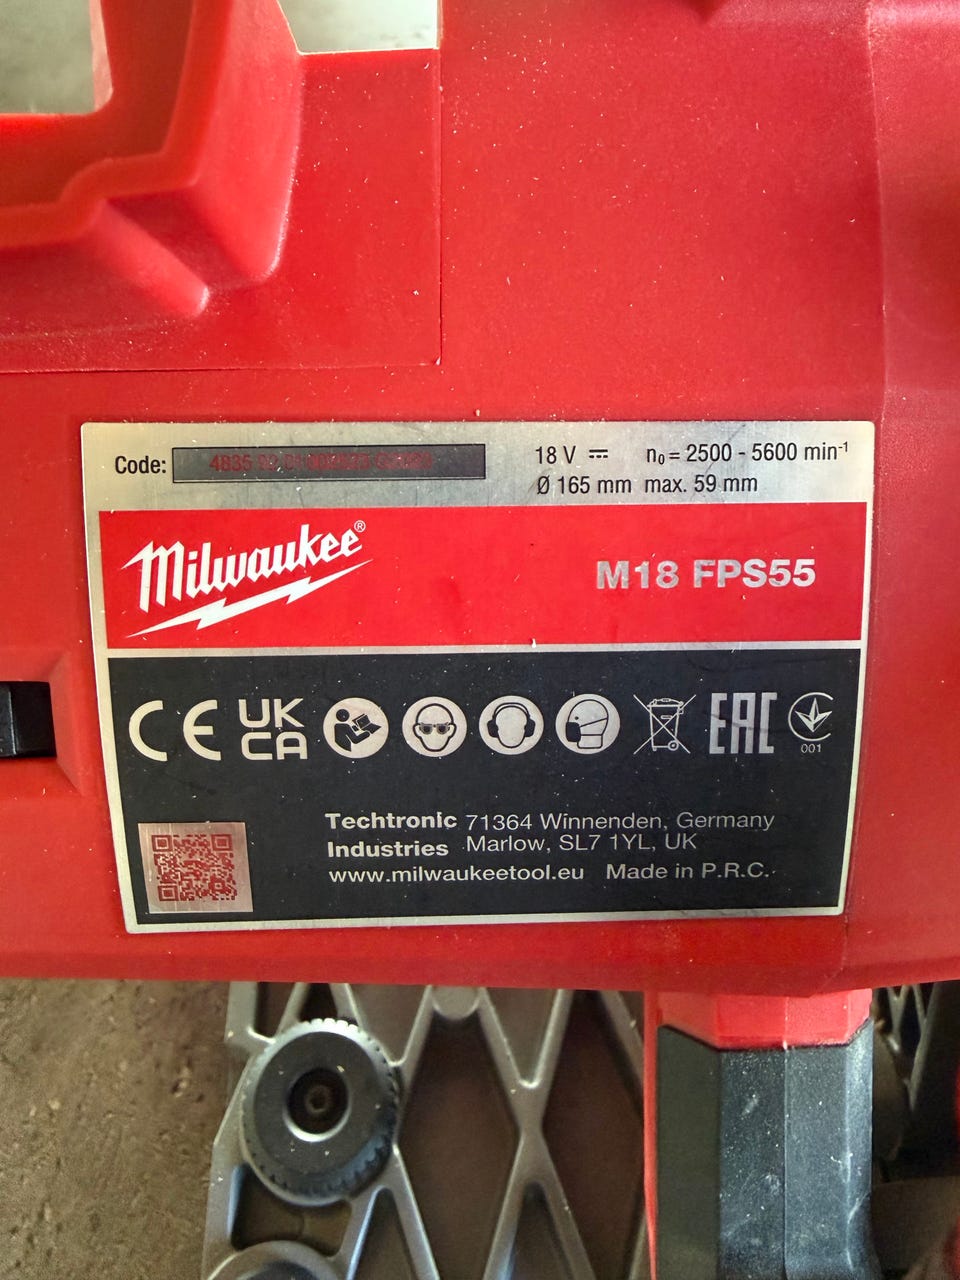 Code:
18 V n₀ = 2500 - 5600 min⁻¹
Ø 165 mm max. 59 mm
Milwaukee®
M18 FPS55
CE UK CA EAC
001
Techtronic Industries
71364 Winnenden, Germany
Marlow, SL7 1YL, UK
www.milwaukeetool.eu Made in P.R.C.